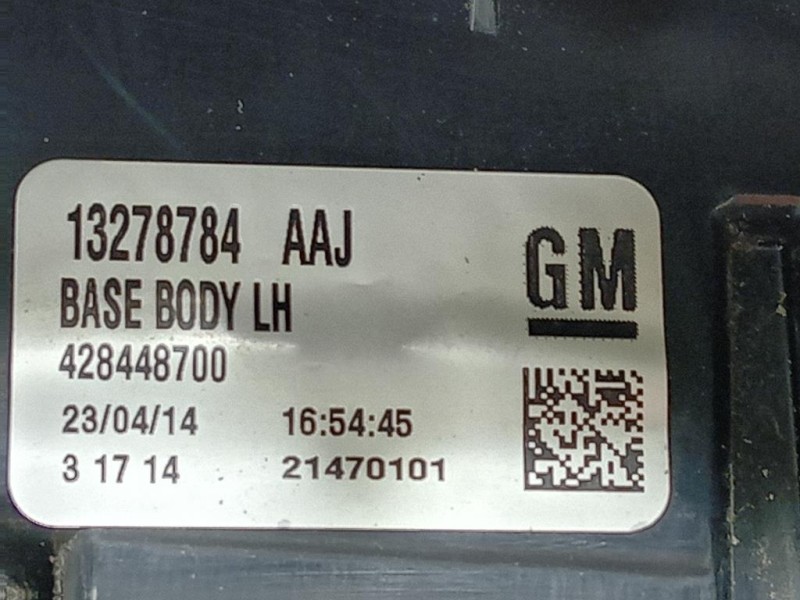 13278784 AAJ
GM
BASE BODY LH
428448700
23/04/14 16:54:45
3 17 14 21470101